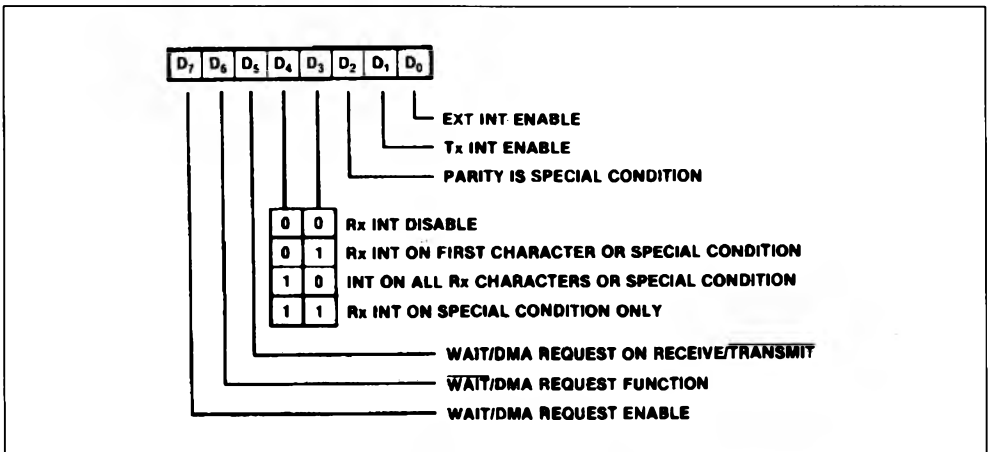 D₇ D₆ D₅ D₄ D₃ D₂ D₁ D₀
EXT INT ENABLE
Tx INT ENABLE
PARITY IS SPECIAL CONDITION
0 0 Rx INT DISABLE
0 1 Rx INT ON FIRST CHARACTER OR SPECIAL CONDITION
1 0 INT ON ALL Rx CHARACTERS OR SPECIAL CONDITION
1 1 Rx INT ON SPECIAL CONDITION ONLY
WAIT/DMA REQUEST ON RECEIVE/TRANSMIT
WAIT/DMA REQUEST FUNCTION
WAIT/DMA REQUEST ENABLE